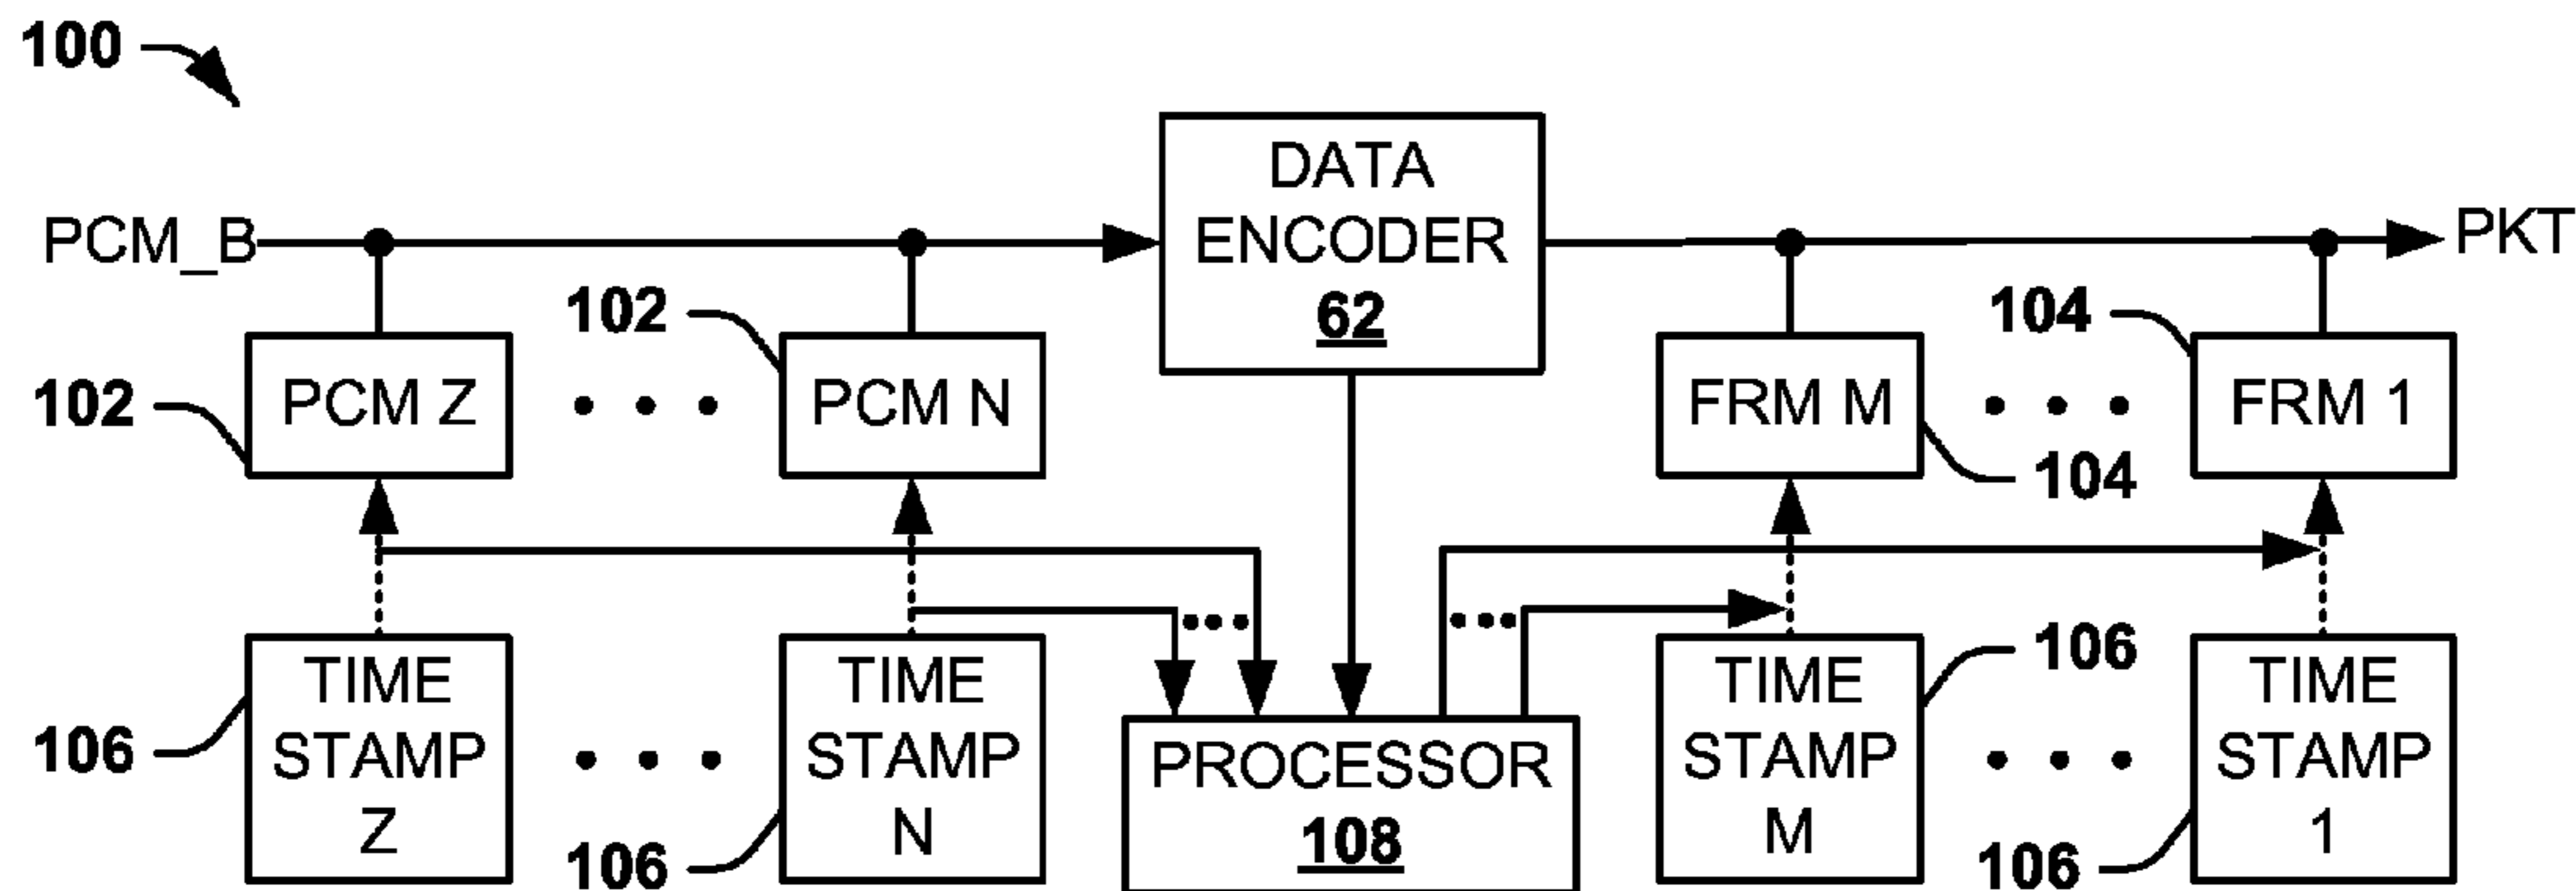 100
DATA
ENCODER
62
PCM_B
PKT
102
PCM Z
102
PCM N
FRM M
104
104
FRM 1
106
TIME
STAMP
Z
106
TIME
STAMP
N
PROCESSOR
108
TIME
STAMP
M
106
TIME
STAMP
1
106